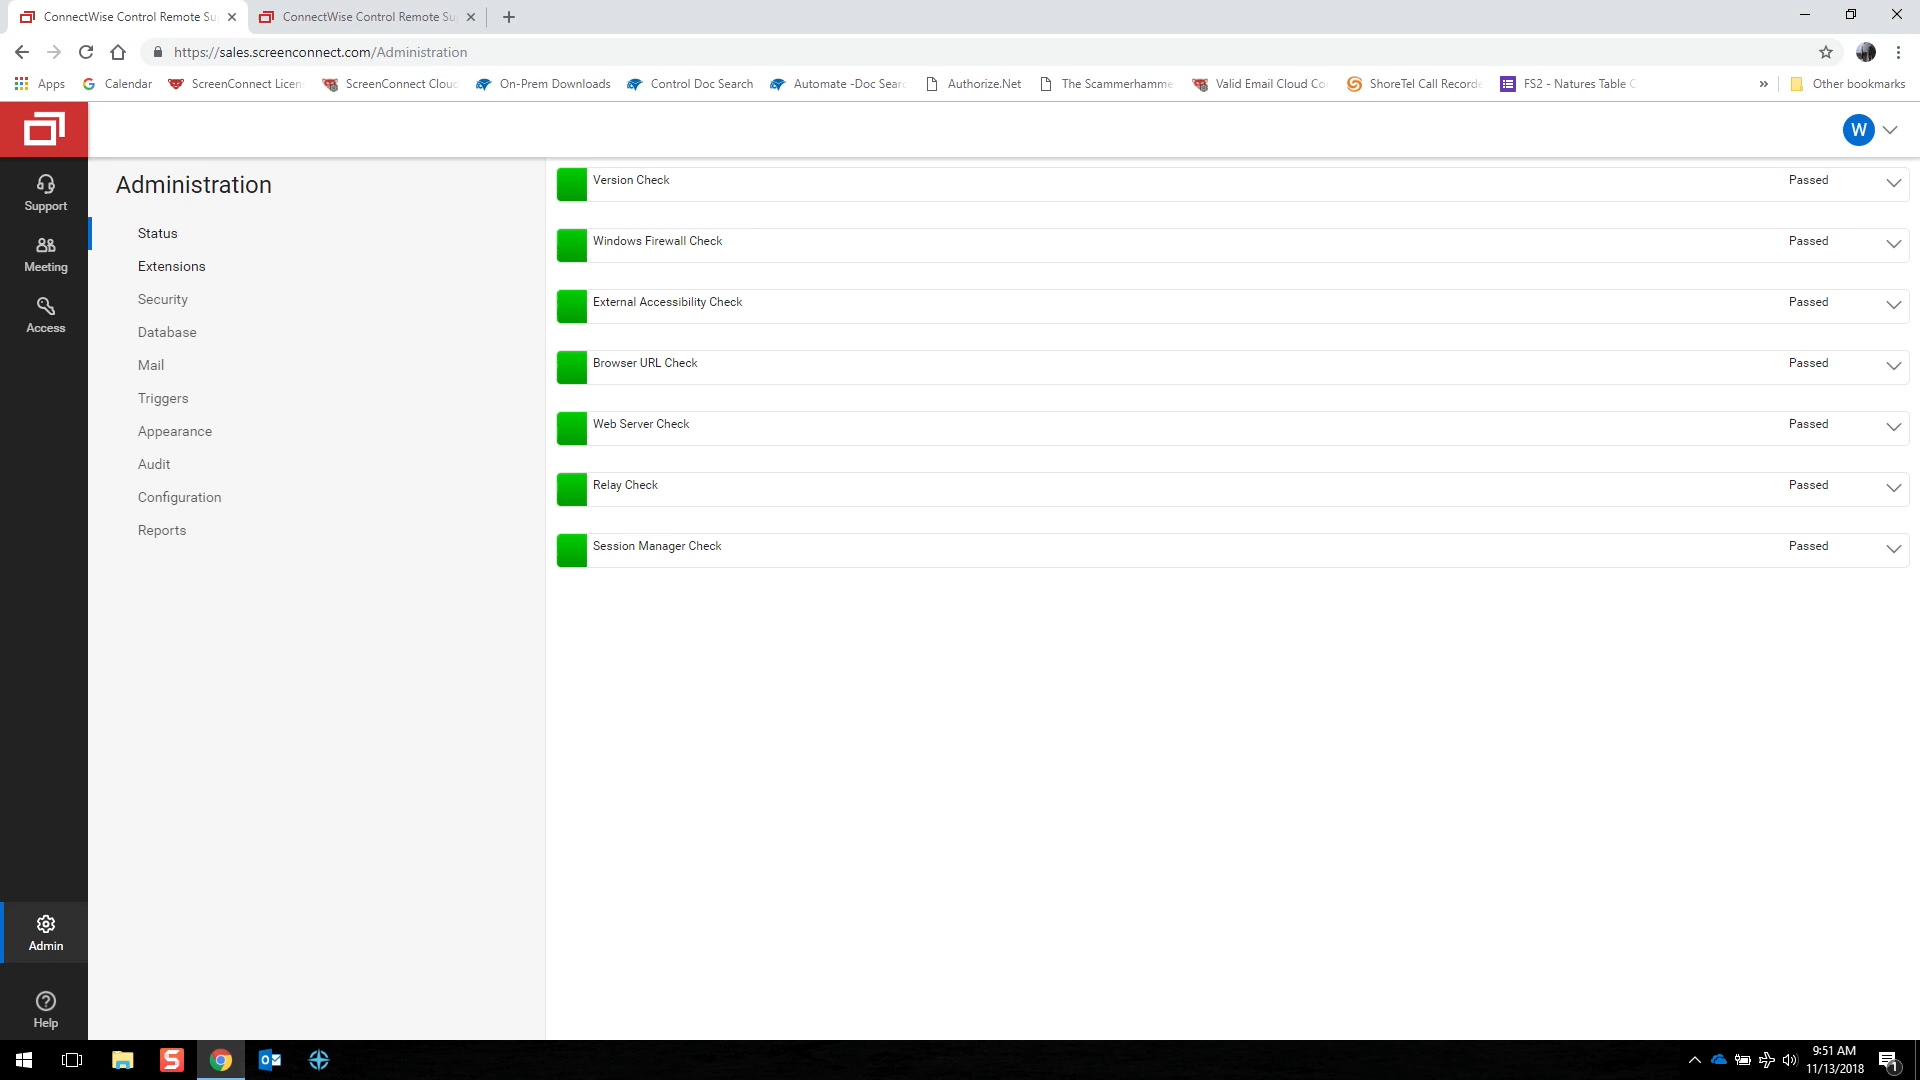 ConnectWise Control Remote Su
ConnectWise Control Remote Su
https://sales.screenconnect.com/Administration
Apps
Calendar
ScreenConnect Licen
ScreenConnect Clou
On-Prem Downloads
Control Doc Search
Automate -Doc Sear
Authorize.Net
The Scammerhamme
Valid Email Cloud Co
ShoreTel Call Record
FS2 - Natures Table C
»
Other bookmarks
W
Support
Meeting
Access
Admin
Help
Administration
Status
Extensions
Security
Database
Mail
Triggers
Appearance
Audit
Configuration
Reports
Version Check Passed
Windows Firewall Check Passed
External Accessibility Check Passed
Browser URL Check Passed
Web Server Check Passed
Relay Check Passed
Session Manager Check Passed
9:51 AM
11/13/2018
1